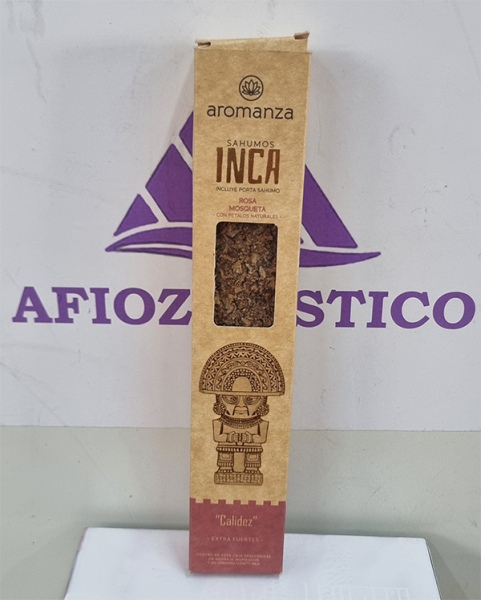 aromanza
SAHUMOS
INCA
INCLUYE PORTA SAHUMO
ROSA
MOSQUETA
CON PETALOS NATURALES
AFIOZ STICO
"Calidez"
EXTRA FUERTES